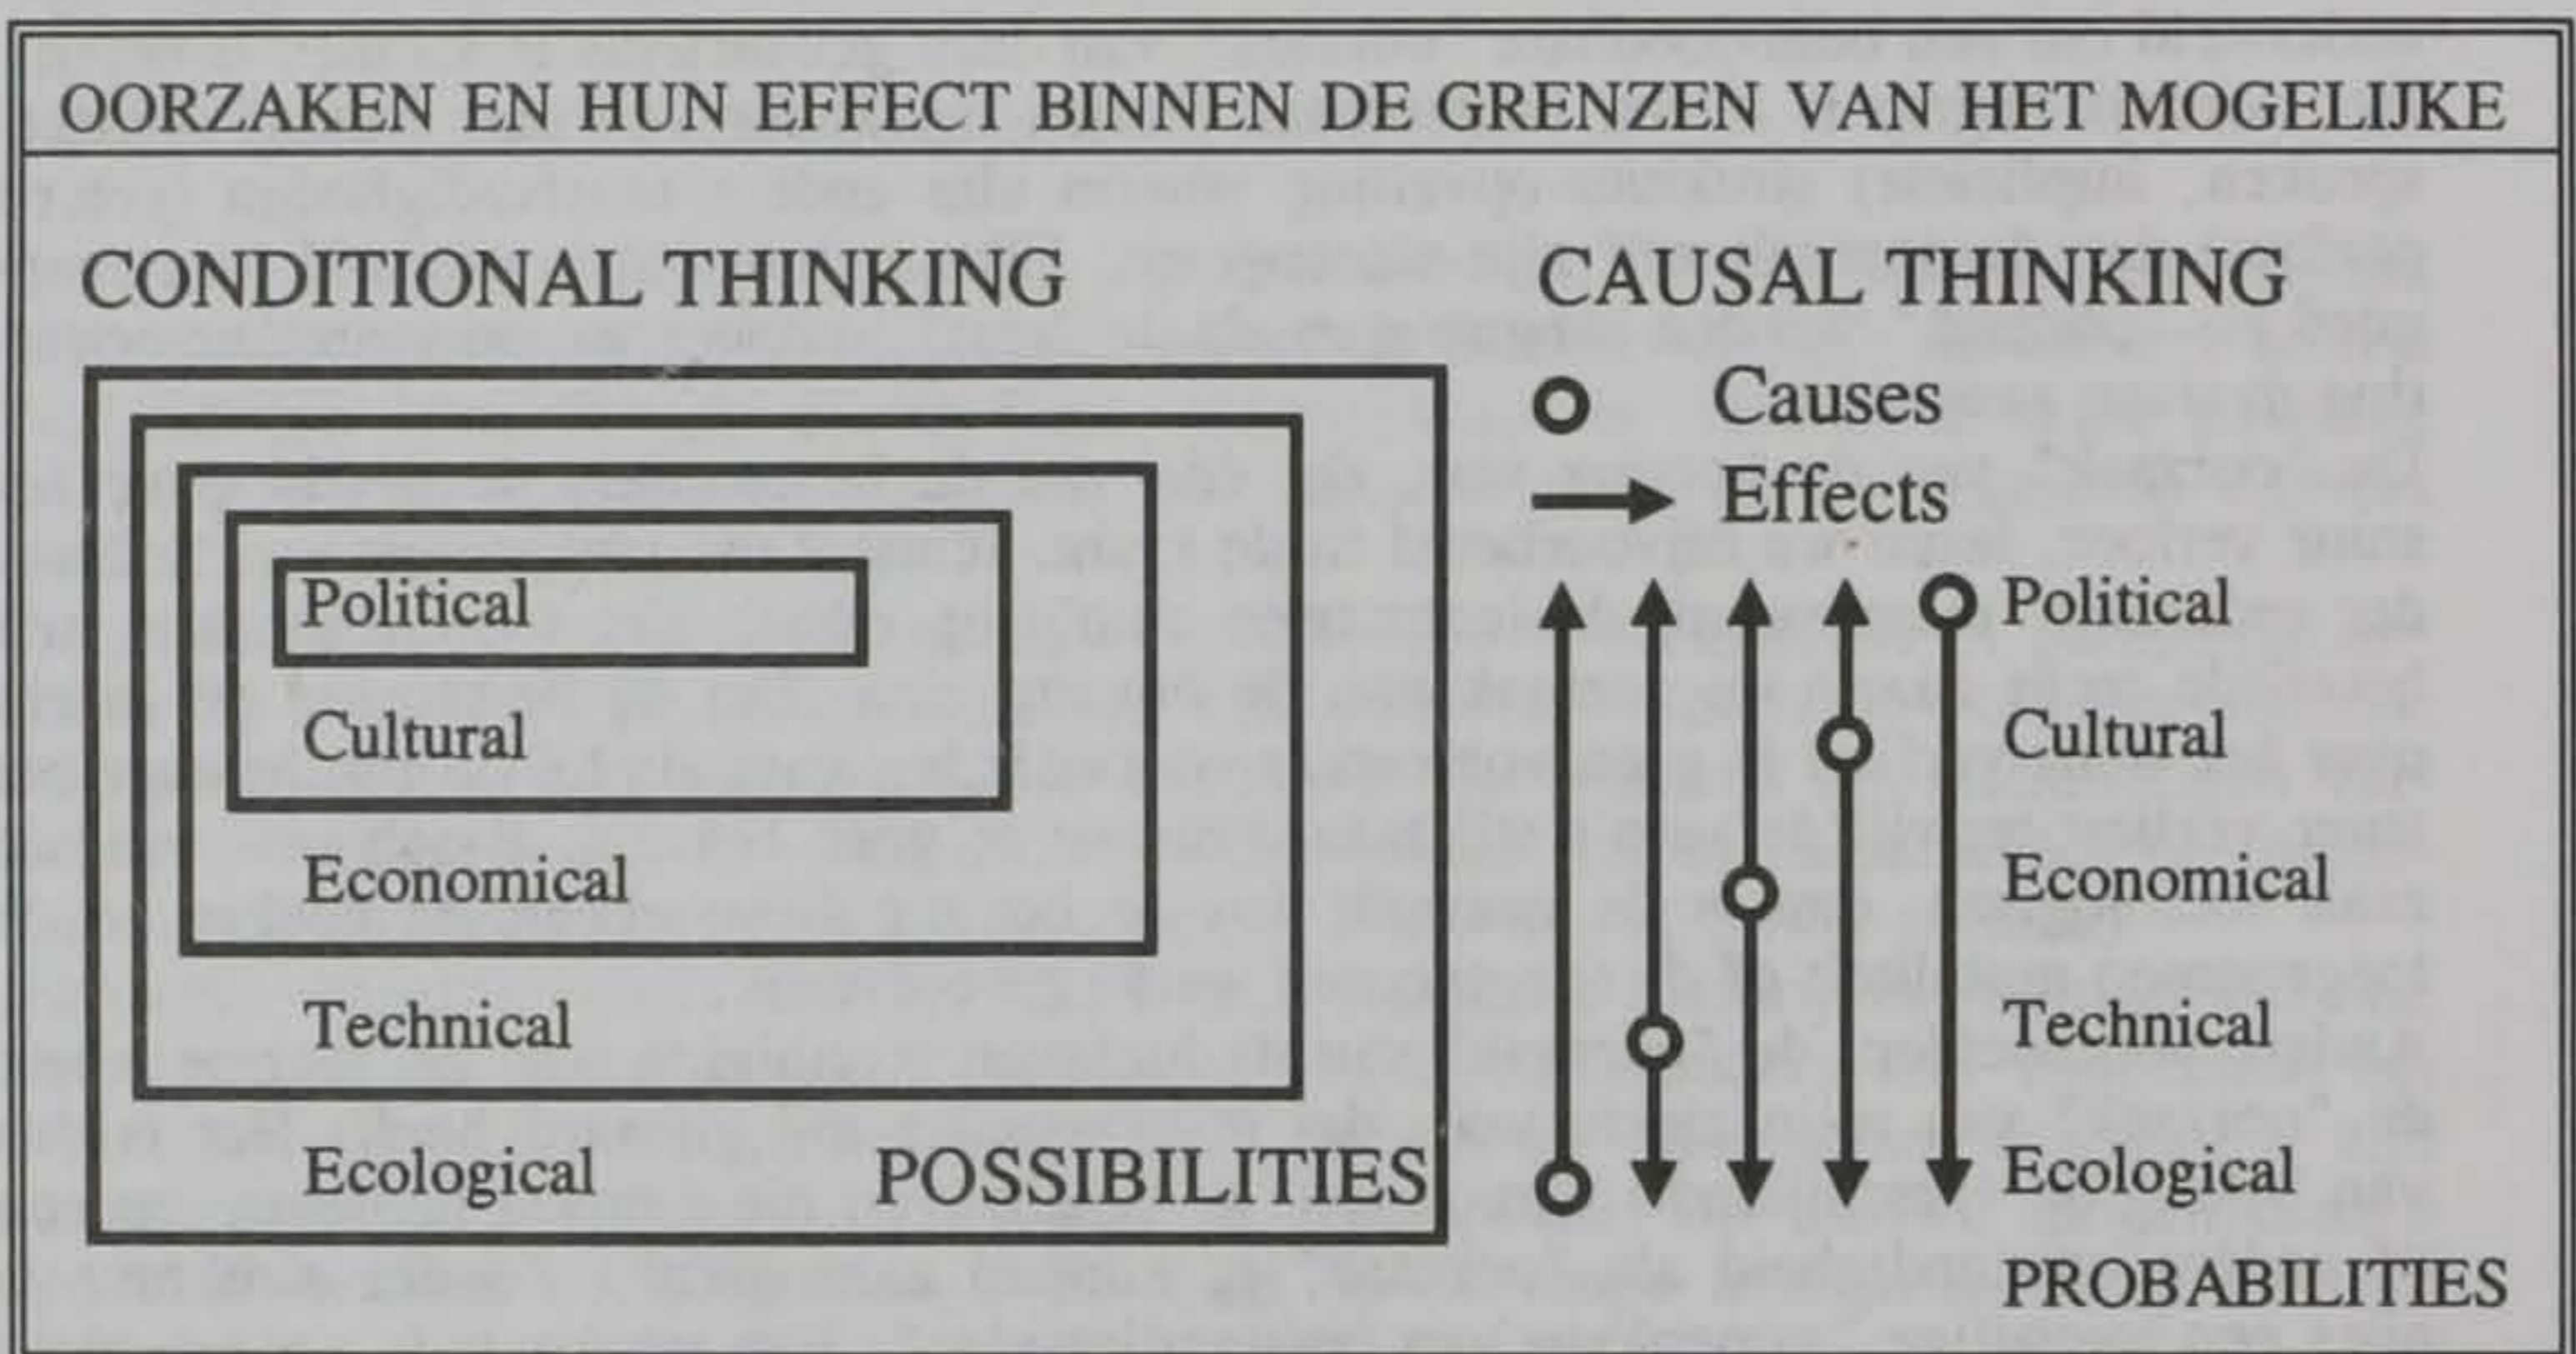 OORZAKEN EN HUN EFFECT BINNEN DE GRENZEN VAN HET MOGELIJKE
CONDITIONAL THINKING
Political
Cultural
Economical
Technical
Ecological
POSSIBILITIES
CAUSAL THINKING
Causes
Effects
Political
Cultural
Economical
Technical
Ecological
PROBABILITIES